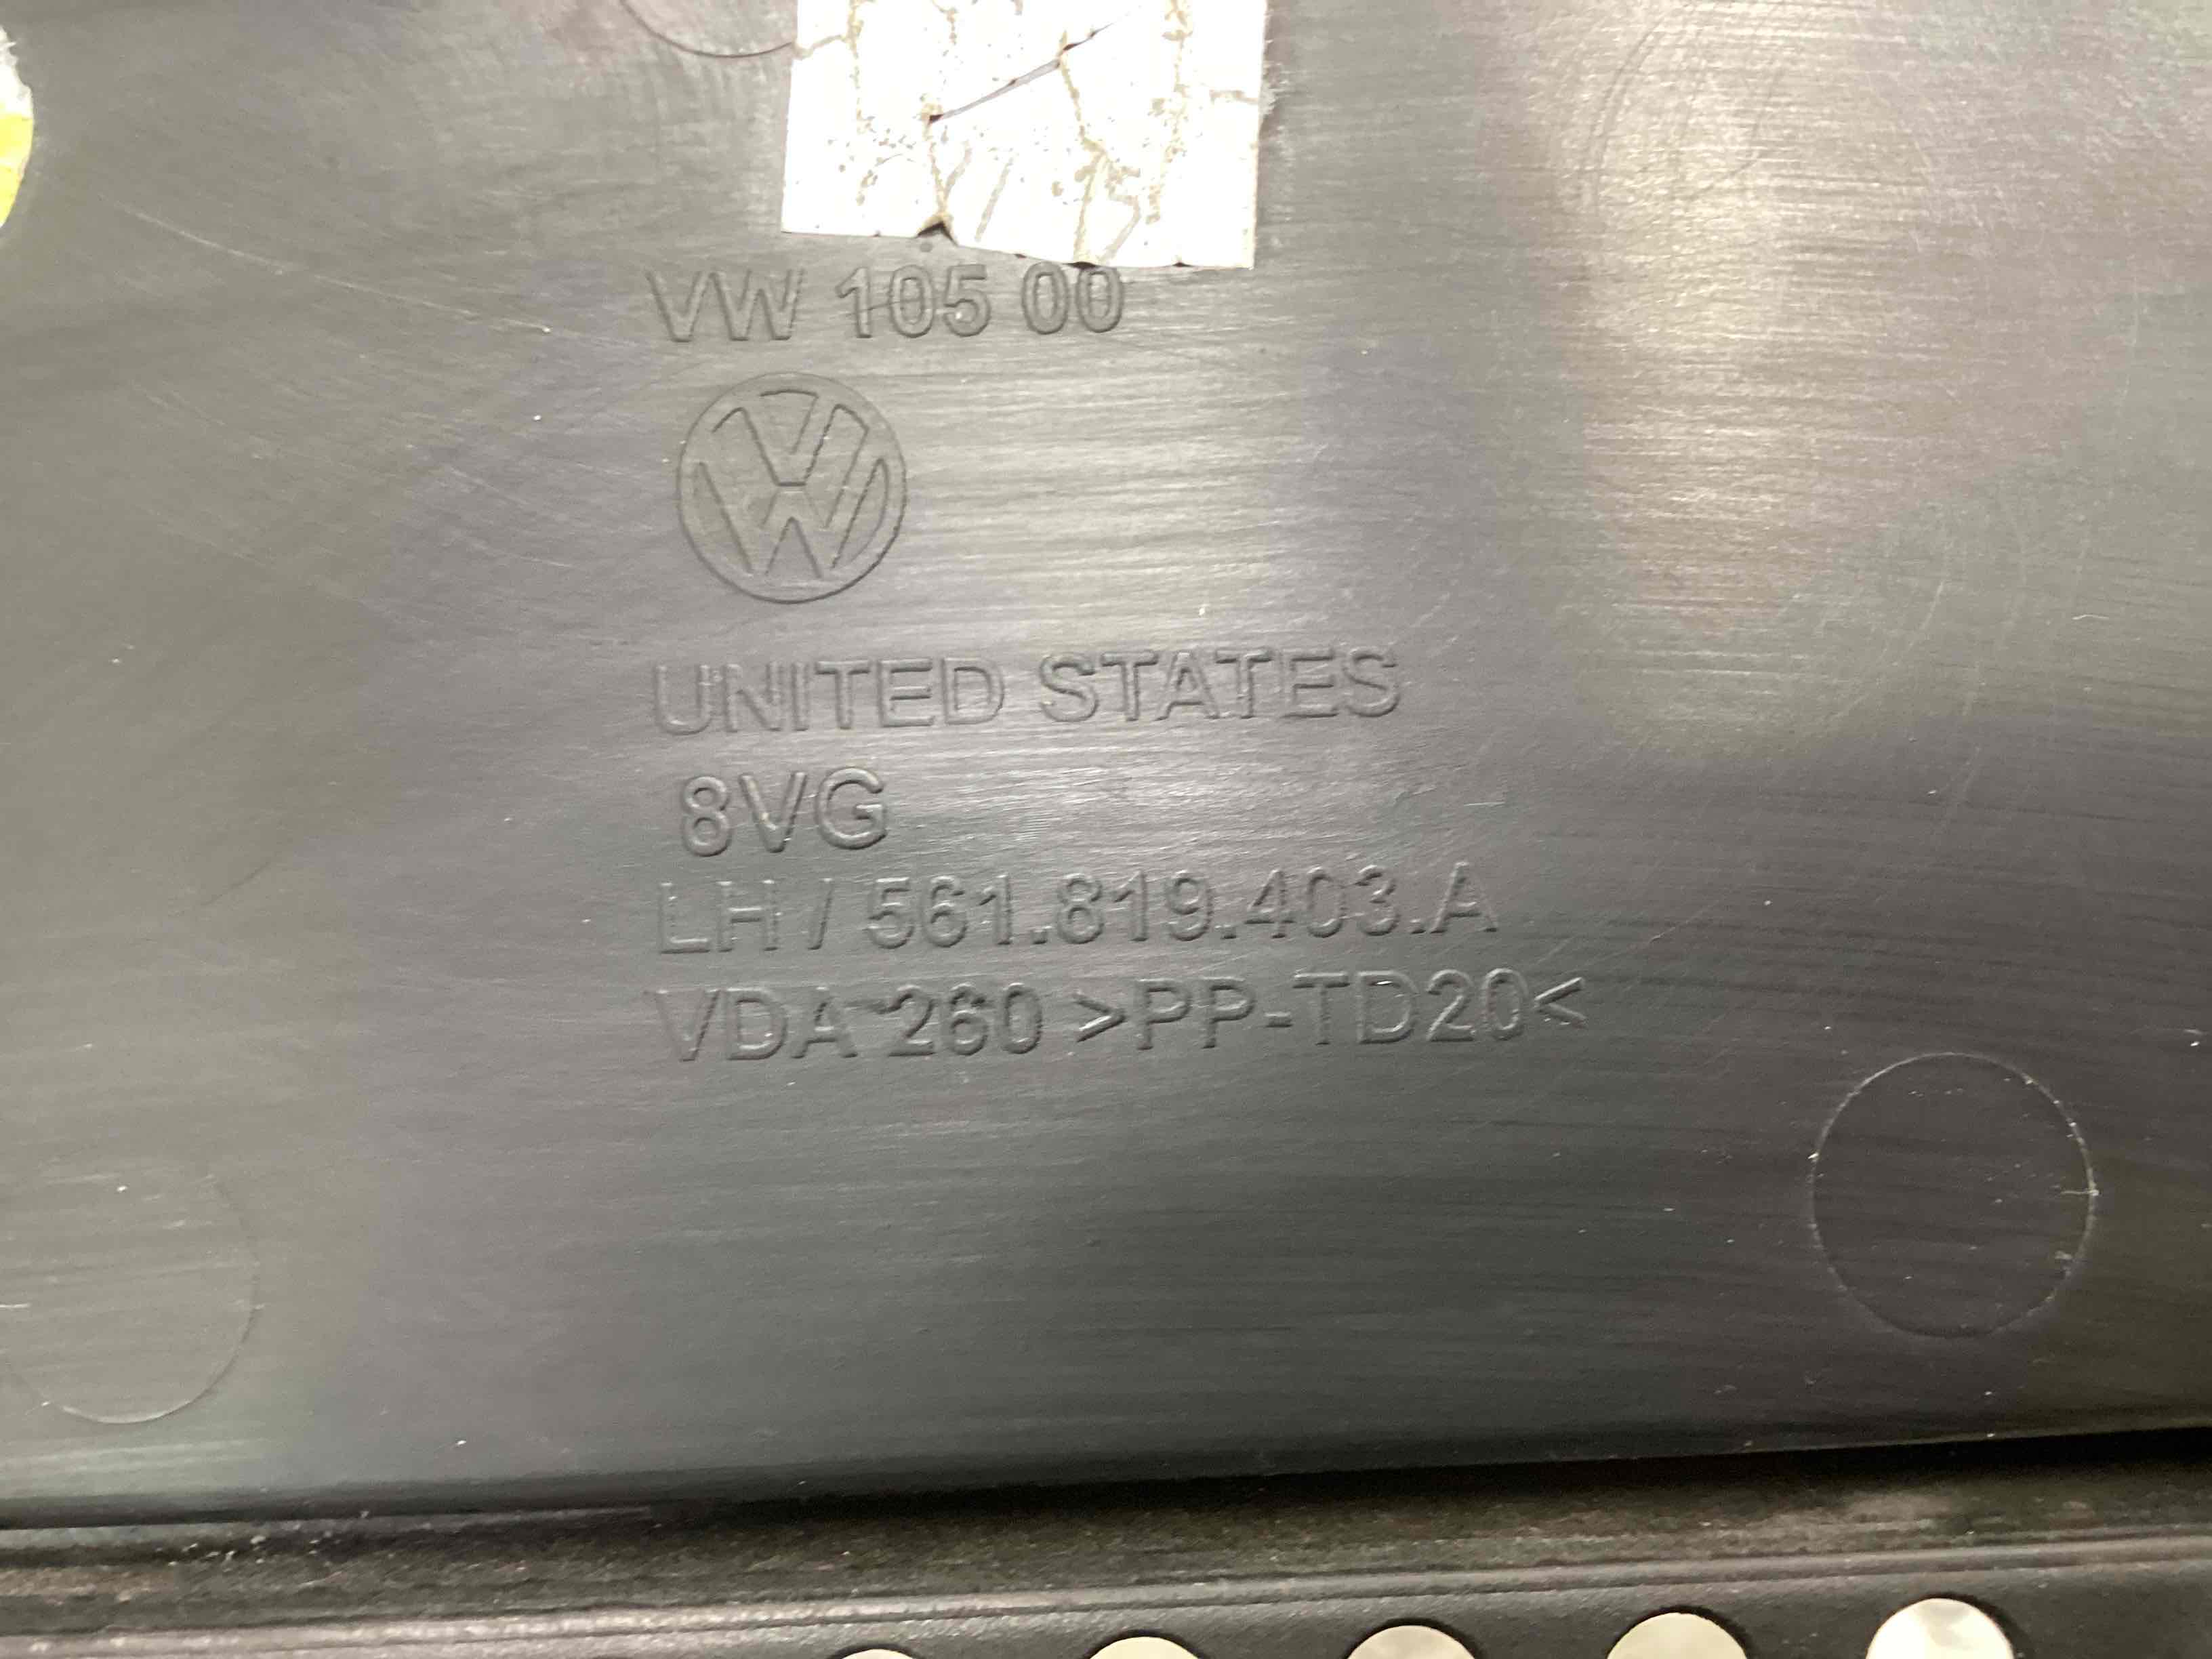 VW 105 00
UNITED STATES
8VG
LH / 561.819.403.A
VDA 260 >PP-TD20<